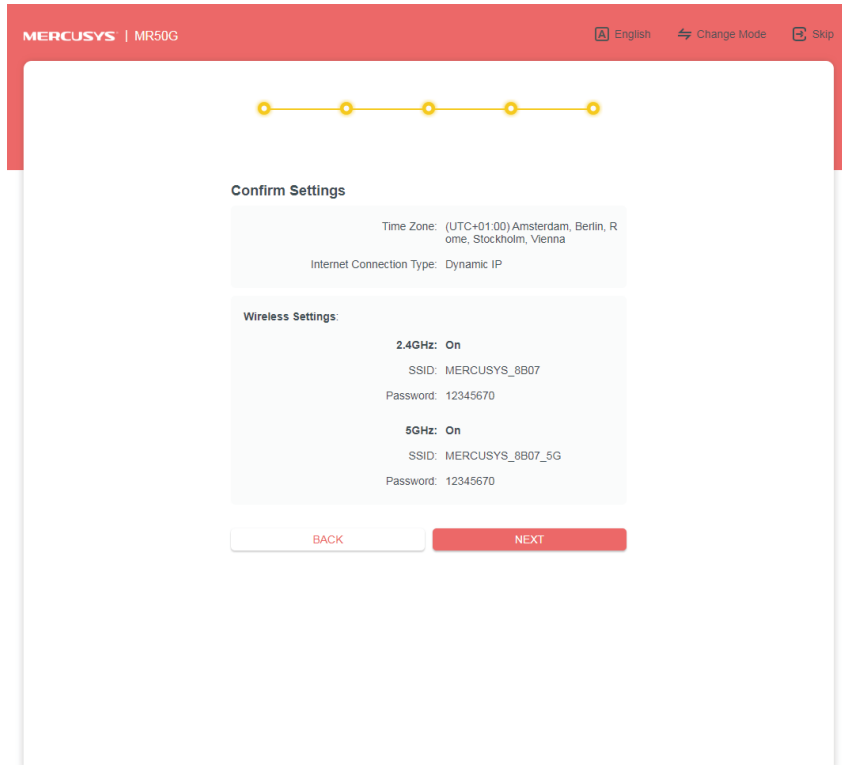 MERCUSYS | MR50G
English
Change Mode
Skip
Confirm Settings
Time Zone: (UTC+01:00) Amsterdam, Berlin, R
ome, Stockholm, Vienna
Internet Connection Type: Dynamic IP
Wireless Settings:
2.4GHz: On
SSID: MERCUSYS_8B07
Password: 12345670
5GHz: On
SSID: MERCUSYS_8B07_5G
Password: 12345670
BACK
NEXT